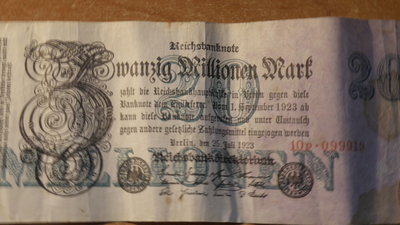 Reichsbanknote
Zwanzig Millionen Mark
20
zahlt die Reichsbankhauptkasse in Berlin gegen diese
Banknote dem Einlieferer. Vom 1. September 1923 ab
kann diese Banknote aufgerufen und unter Umtausch
gegen andere gesetzliche Zahlungsmittel eingezogen werden
Berlin, den 25. Juli 1923
Reichsbankdirektorium
MILLIONEN